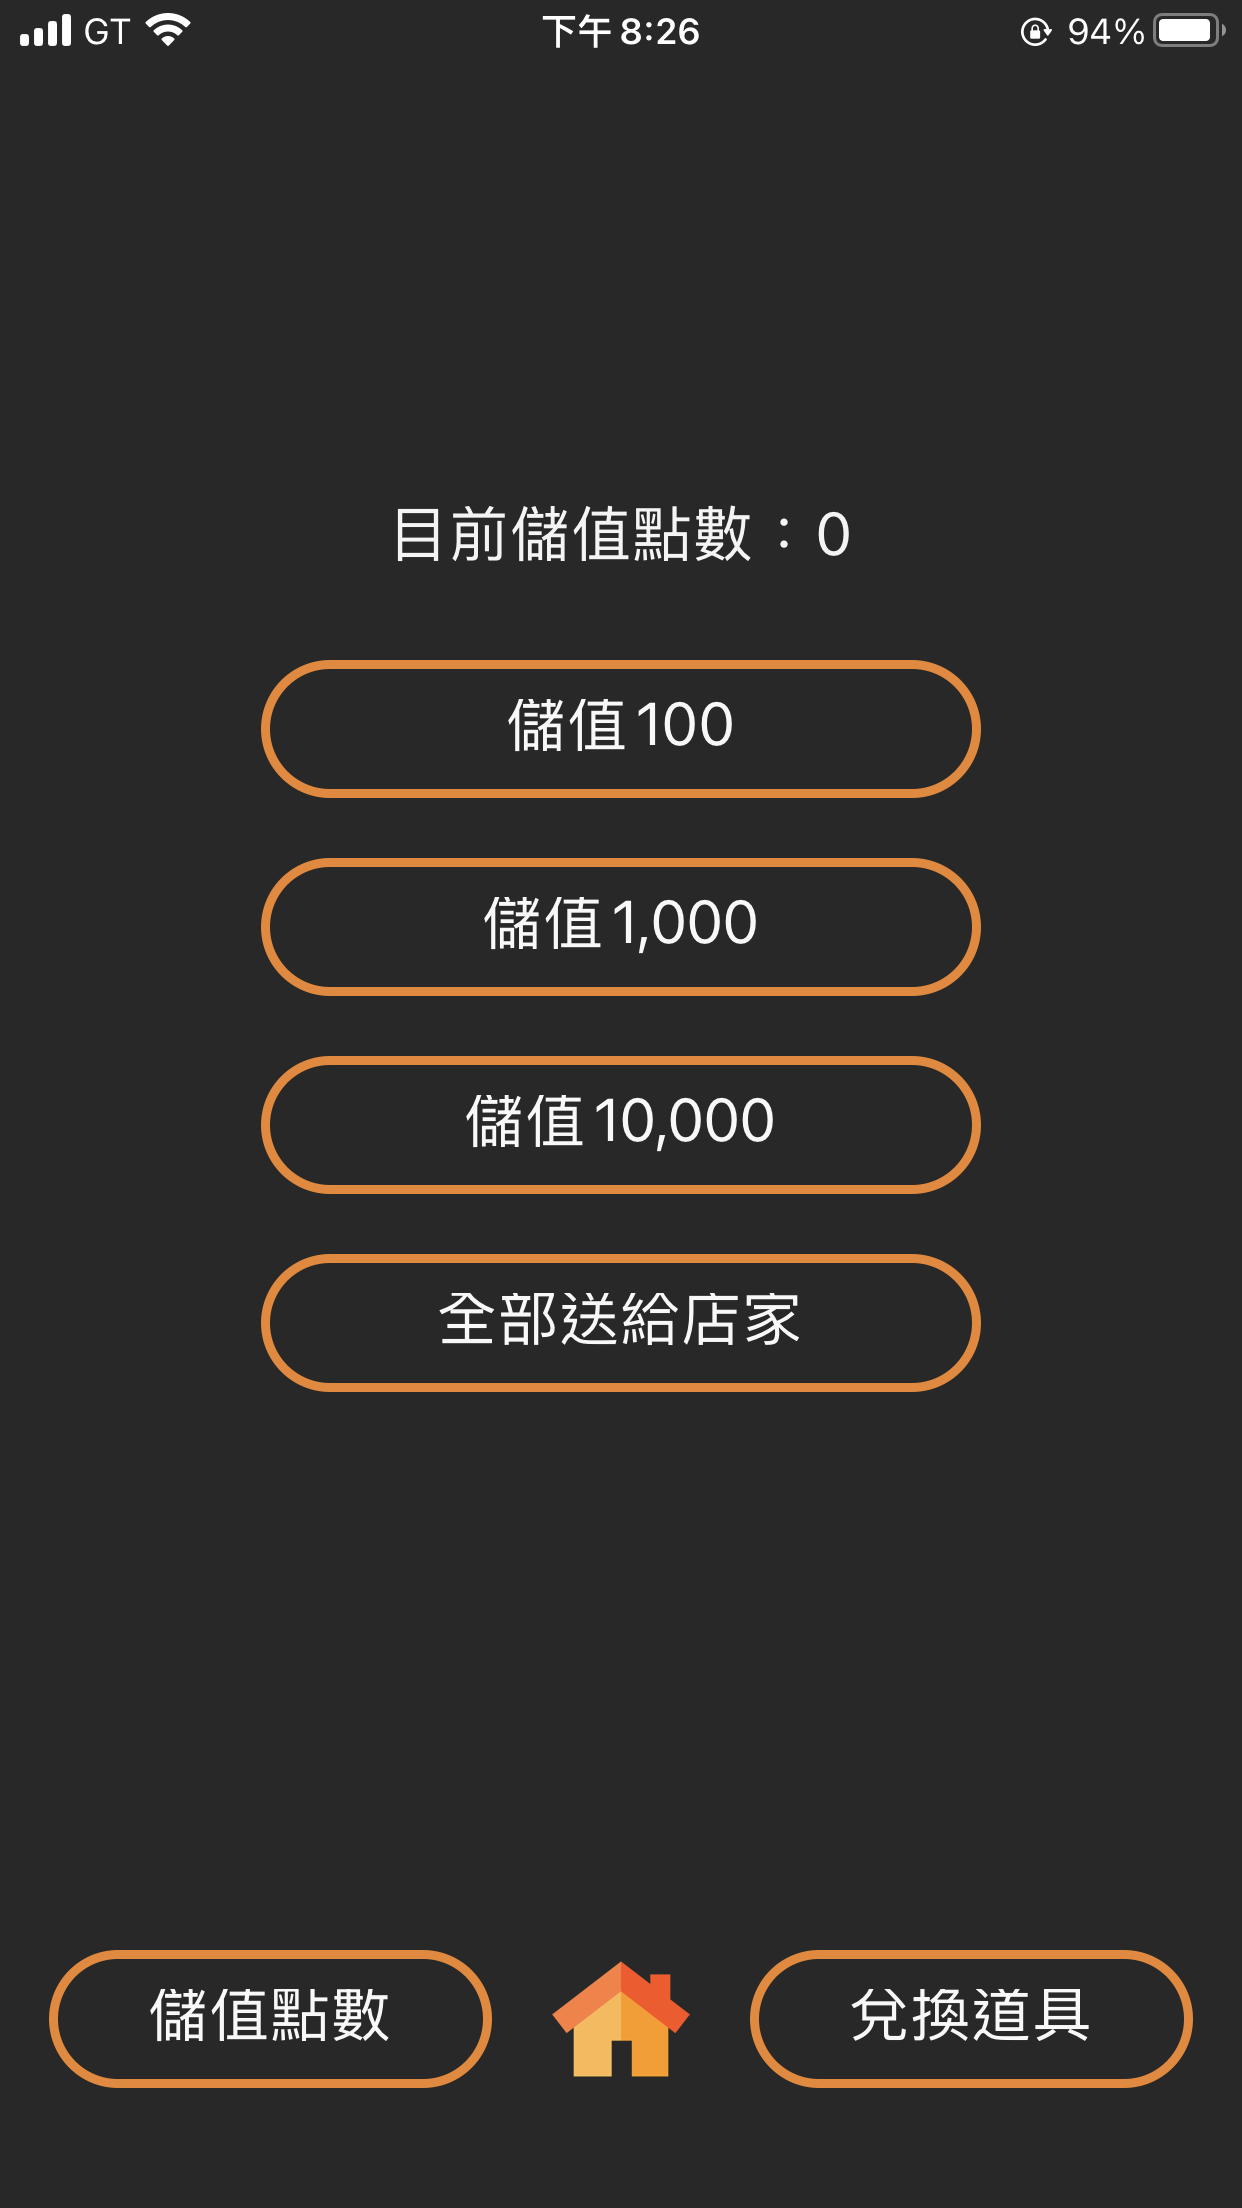 GT 下午 8:26 94%
目前儲值點數：0
儲值 100
儲值 1,000
儲值 10,000
全部送給店家
儲值點數 兌換道具